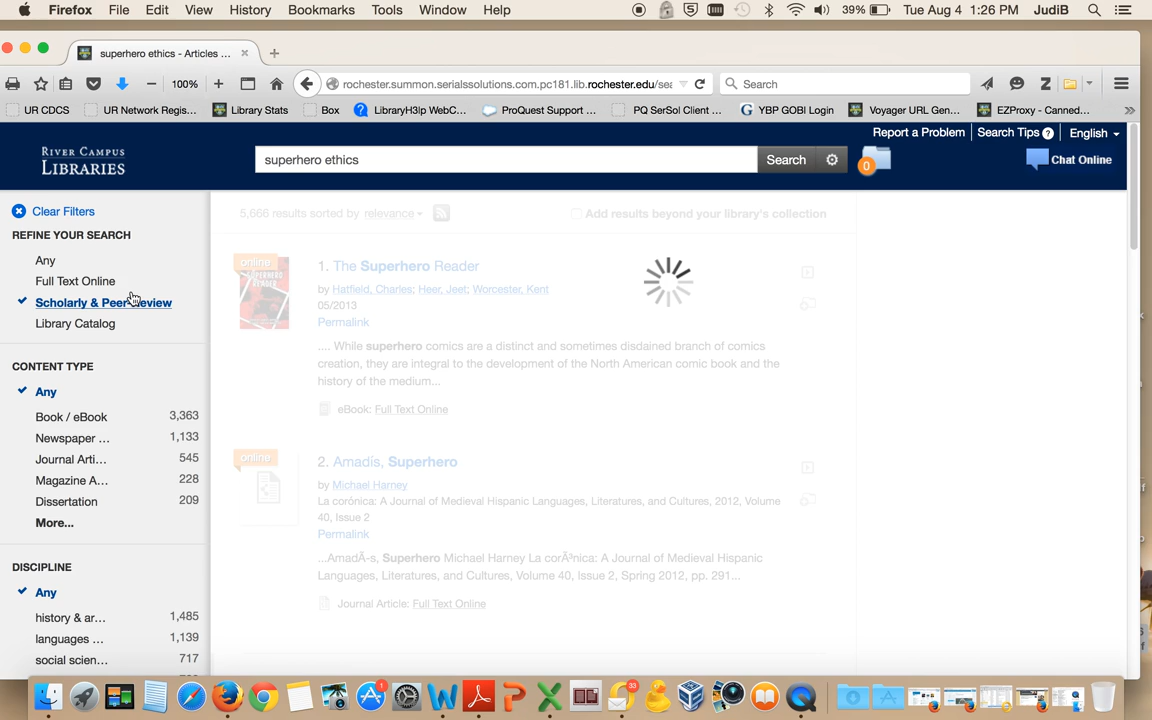 Firefox File Edit View History Bookmarks Tools Window Help 39% Tue Aug 4 1:26 PM JudiB
superhero ethics - Articles ...
100% rochester.summon.serialssolutions.com.pc181.lib.rochester.edu/sea Search
UR CDCS UR Network Regis... Library Stats Box LibraryH3lp WebC... ProQuest Support ... PQ SerSol Client ... YBP GOBI Login Voyager URL Gen... EZProxy - Canned... »
Report a Problem Search Tips ? English
RIVER CAMPUS
LIBRARIES
superhero ethics Search 0 Chat Online
Clear Filters
REFINE YOUR SEARCH
Any
Full Text Online
Scholarly & Peer Review
Library Catalog
CONTENT TYPE
Any
Book / eBook 3,363
Newspaper ... 1,133
Journal Arti... 545
Magazine A... 228
Dissertation 209
More...
DISCIPLINE
Any
history & ar... 1,485
languages ... 1,139
social scien... 717
5,666 results sorted by relevance Add results beyond your library's collection
online
SUPERHERO
READER
1. The Superhero Reader
by Hatfield, Charles; Heer, Jeet; Worcester, Kent
05/2013
Permalink
.... While superhero comics are a distinct and sometimes disdained branch of comics
creation, they are integral to the development of the North American comic book and the
history of the medium...
eBook: Full Text Online
online
2. Amadis, Superhero
by Michael Harney
La corónica: A Journal of Medieval Hispanic Languages, Literatures, and Cultures, 2012, Volume
40, Issue 2
Permalink
...AmadÃ-s, Superhero Michael Harney La corÃ³nica: A Journal of Medieval Hispanic
Languages, Literatures, and Cultures, Volume 40, Issue 2, Spring 2012, pp. 291...
Journal Article: Full Text Online
1 33